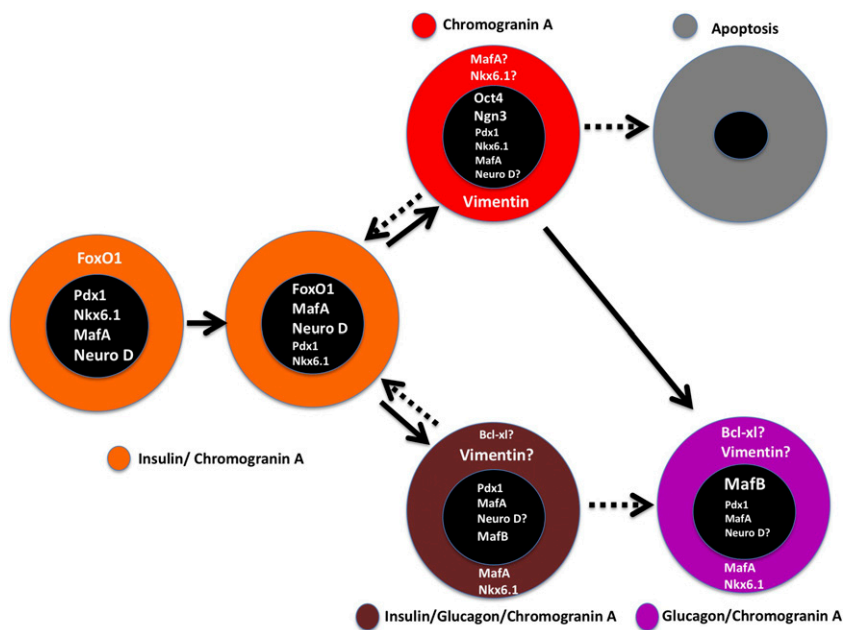 Chromogranin A
Apoptosis
MafA?
Nkx6.1?
Oct4
Ngn3
Pdx1
Nkx6.1
MafA
Neuro D?
Vimentin
FoxO1
Pdx1
Nkx6.1
MafA
Neuro D
FoxO1
MafA
Neuro D
Pdx1
Nkx6.1
Insulin/ Chromogranin A
Bcl-xl?
Vimentin?
Pdx1
MafA
Neuro D?
MafB
MafA
Nkx6.1
Bcl-xl?
Vimentin?
MafB
Pdx1
MafA
Neuro D?
MafA
Nkx6.1
Insulin/Glucagon/Chromogranin A
Glucagon/Chromogranin A